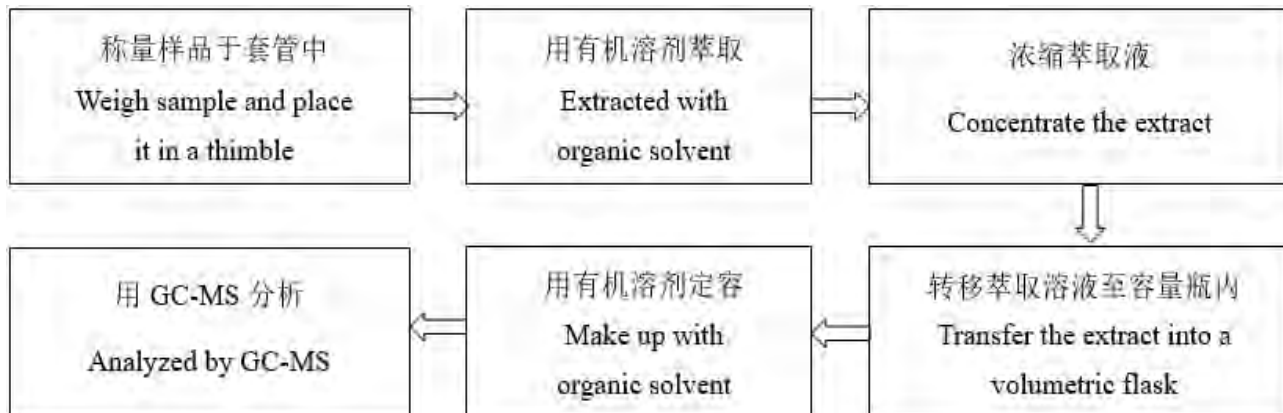 称量样品于套管中
Weigh sample and place
it in a thimble
用有机溶剂萃取
Extracted with
organic solvent
浓缩萃取液
Concentrate the extract
转移萃取溶液至容量瓶内
Transfer the extract into a
volumetric flask
用有机溶剂定容
Make up with
organic solvent
用 GC-MS 分析
Analyzed by GC-MS